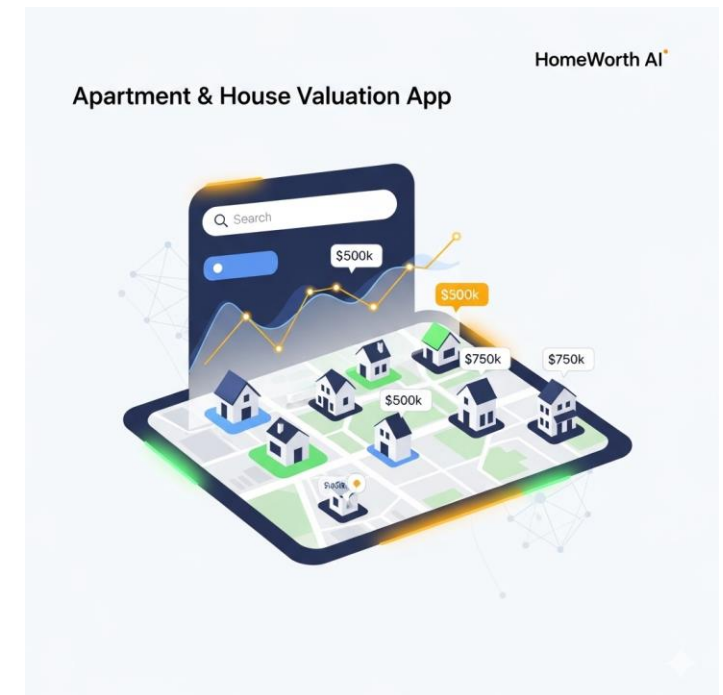 HomeWorth AI
Apartment & House Valuation App
Search
$500k
$500k
$750k
$750k
$500k